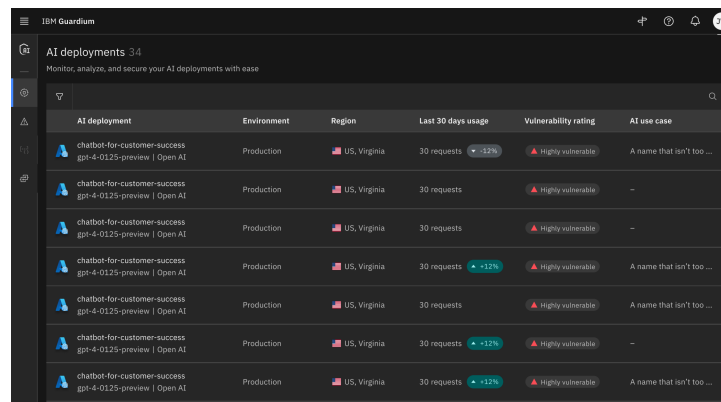 IBM Guardium
AI
AI deployments 34
Monitor, analyze, and secure your AI deployments with ease
AI deployment Environment Region Last 30 days usage Vulnerability rating AI use case
chatbot-for-customer-success
gpt-4-0125-preview | Open AI Production US, Virginia 30 requests -12% Highly vulnerable A name that isn't too ...
chatbot-for-customer-success
gpt-4-0125-preview | Open AI Production US, Virginia 30 requests Highly vulnerable –
chatbot-for-customer-success
gpt-4-0125-preview | Open AI Production US, Virginia 30 requests Highly vulnerable –
chatbot-for-customer-success
gpt-4-0125-preview | Open AI Production US, Virginia 30 requests +12% Highly vulnerable A name that isn't too ...
chatbot-for-customer-success
gpt-4-0125-preview | Open AI Production US, Virginia 30 requests Highly vulnerable A name that isn't too ...
chatbot-for-customer-success
gpt-4-0125-preview | Open AI Production US, Virginia 30 requests +12% Highly vulnerable –
chatbot-for-customer-success
gpt-4-0125-preview | Open AI Production US, Virginia 30 requests +12% Highly vulnerable A name that isn't too ...